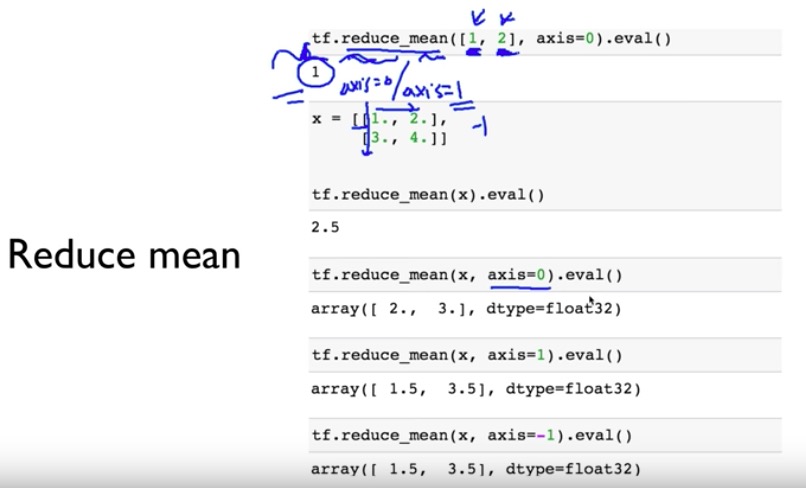 tf.reduce_mean([1, 2], axis=0).eval()
1
axis=0 / axis=1
x = [[1., 2.],
-1
[3., 4.]]
tf.reduce_mean(x).eval()
2.5
Reduce mean
tf.reduce_mean(x, axis=0).eval()
array([ 2.,  3.], dtype=float32)
tf.reduce_mean(x, axis=1).eval()
array([ 1.5,  3.5], dtype=float32)
tf.reduce_mean(x, axis=-1).eval()
array([ 1.5,  3.5], dtype=float32)